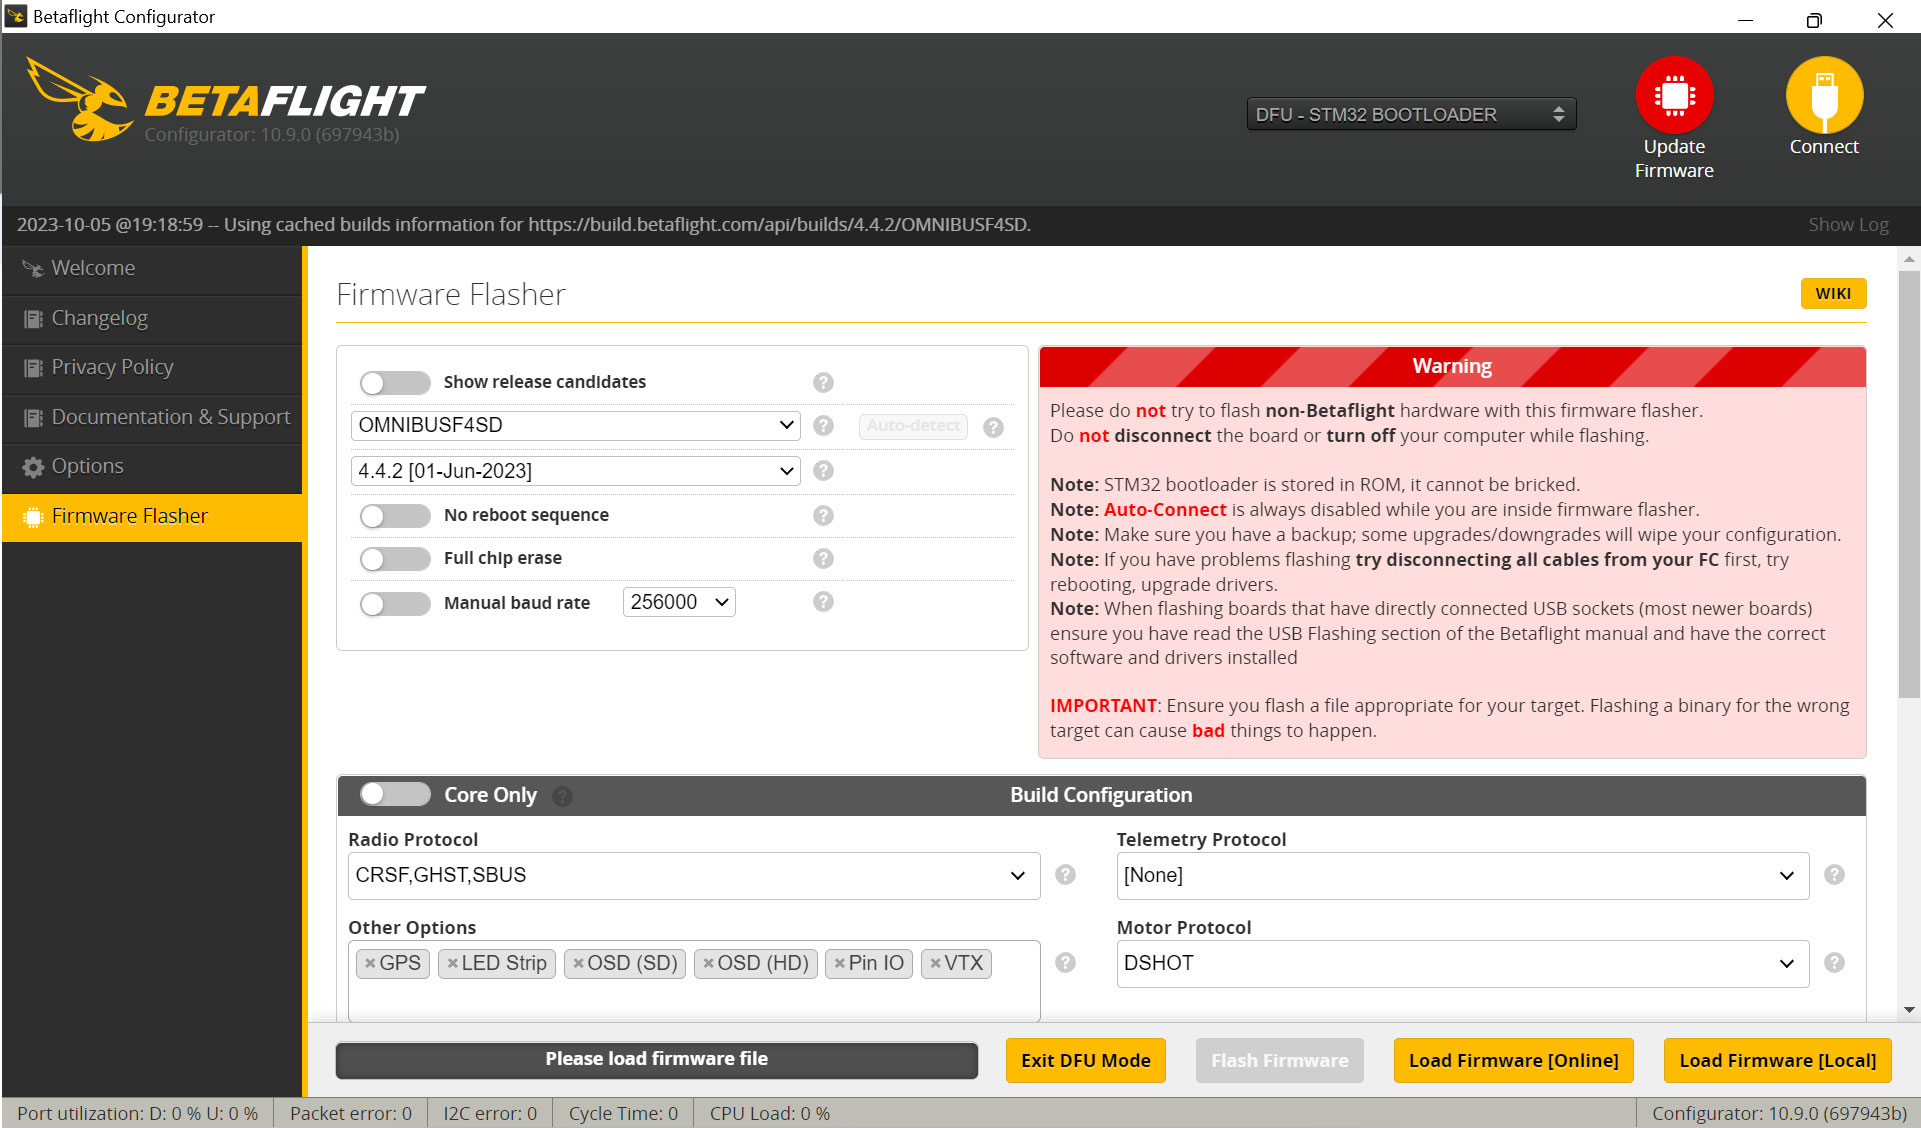 Betaflight Configurator
BETAFLIGHT
Configurator: 10.9.0 (697943b)
DFU - STM32 BOOTLOADER
Update
Firmware
Connect
2023-10-05 @19:18:59 -- Using cached builds information for https://build.betaflight.com/api/builds/4.4.2/OMNIBUSF4SD.
Show Log
Welcome
Changelog
Privacy Policy
Documentation & Support
Options
Firmware Flasher
Firmware Flasher
WIKI
Show release candidates
OMNIBUSF4SD
Auto-detect
4.4.2 [01-Jun-2023]
No reboot sequence
Full chip erase
Manual baud rate
256000
Warning
Please do not try to flash non-Betaflight hardware with this firmware flasher.
Do not disconnect the board or turn off your computer while flashing.
Note: STM32 bootloader is stored in ROM, it cannot be bricked.
Note: Auto-Connect is always disabled while you are inside firmware flasher.
Note: Make sure you have a backup; some upgrades/downgrades will wipe your configuration.
Note: If you have problems flashing try disconnecting all cables from your FC first, try
rebooting, upgrade drivers.
Note: When flashing boards that have directly connected USB sockets (most newer boards)
ensure you have read the USB Flashing section of the Betaflight manual and have the correct
software and drivers installed
IMPORTANT: Ensure you flash a file appropriate for your target. Flashing a binary for the wrong
target can cause bad things to happen.
Core Only
Build Configuration
Radio Protocol
CRSF,GHST,SBUS
Telemetry Protocol
[None]
Other Options
×GPS ×LED Strip ×OSD (SD) ×OSD (HD) ×Pin IO ×VTX
Motor Protocol
DSHOT
Please load firmware file
Exit DFU Mode
Flash Firmware
Load Firmware [Online]
Load Firmware [Local]
Port utilization: D: 0 % U: 0 %
Packet error: 0
I2C error: 0
Cycle Time: 0
CPU Load: 0 %
Configurator: 10.9.0 (697943b)